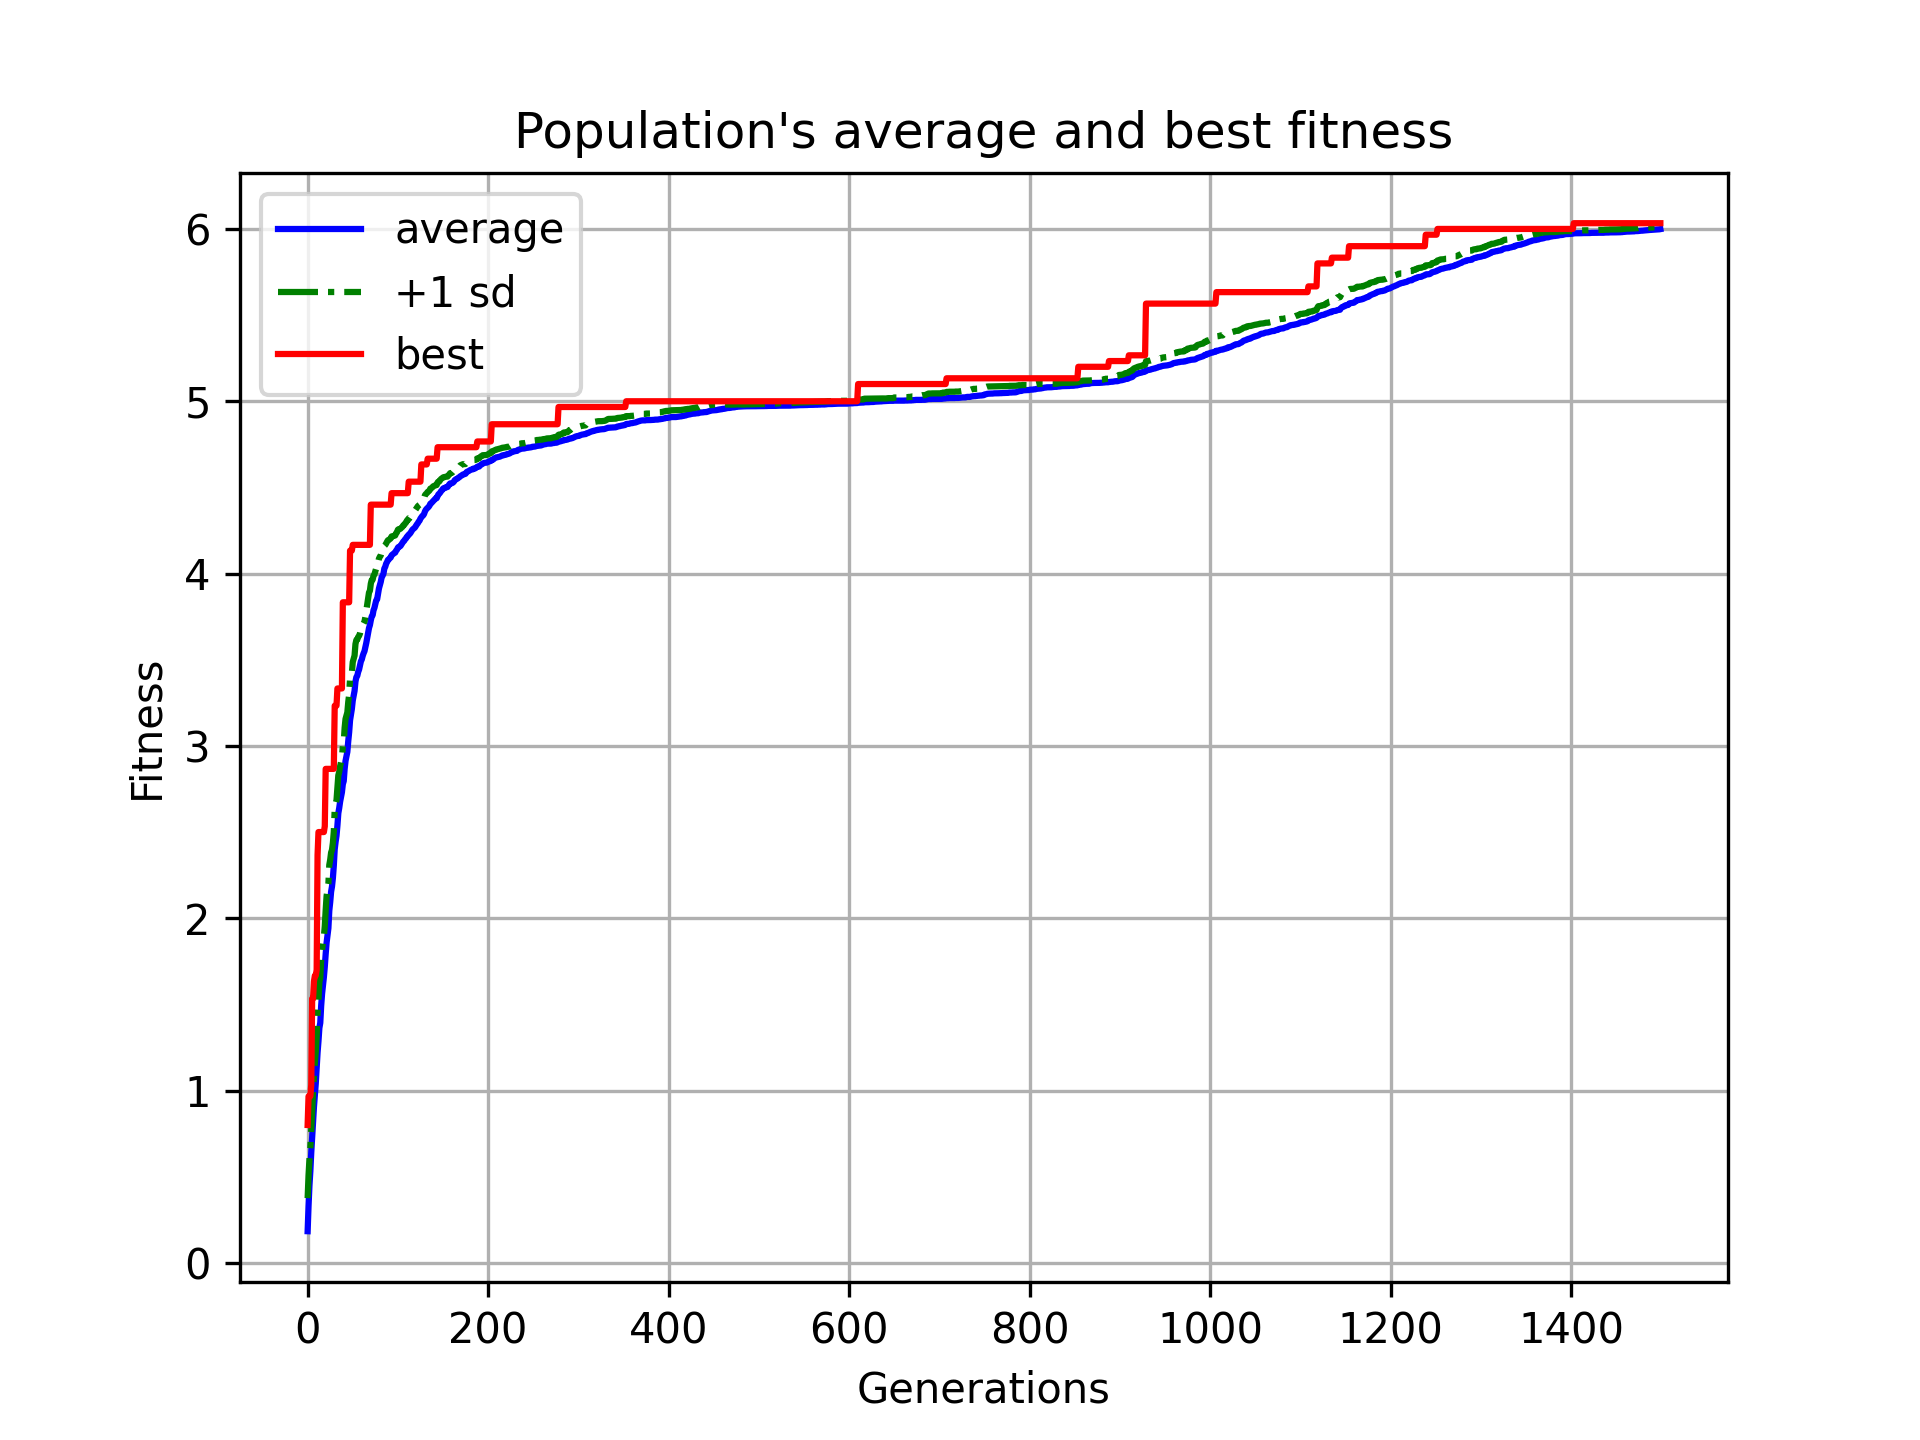 Population's average and best fitness
average
+1 sd
best
Fitness
6
5
4
3
2
1
0
0 200 400 600 800 1000 1200 1400
Generations